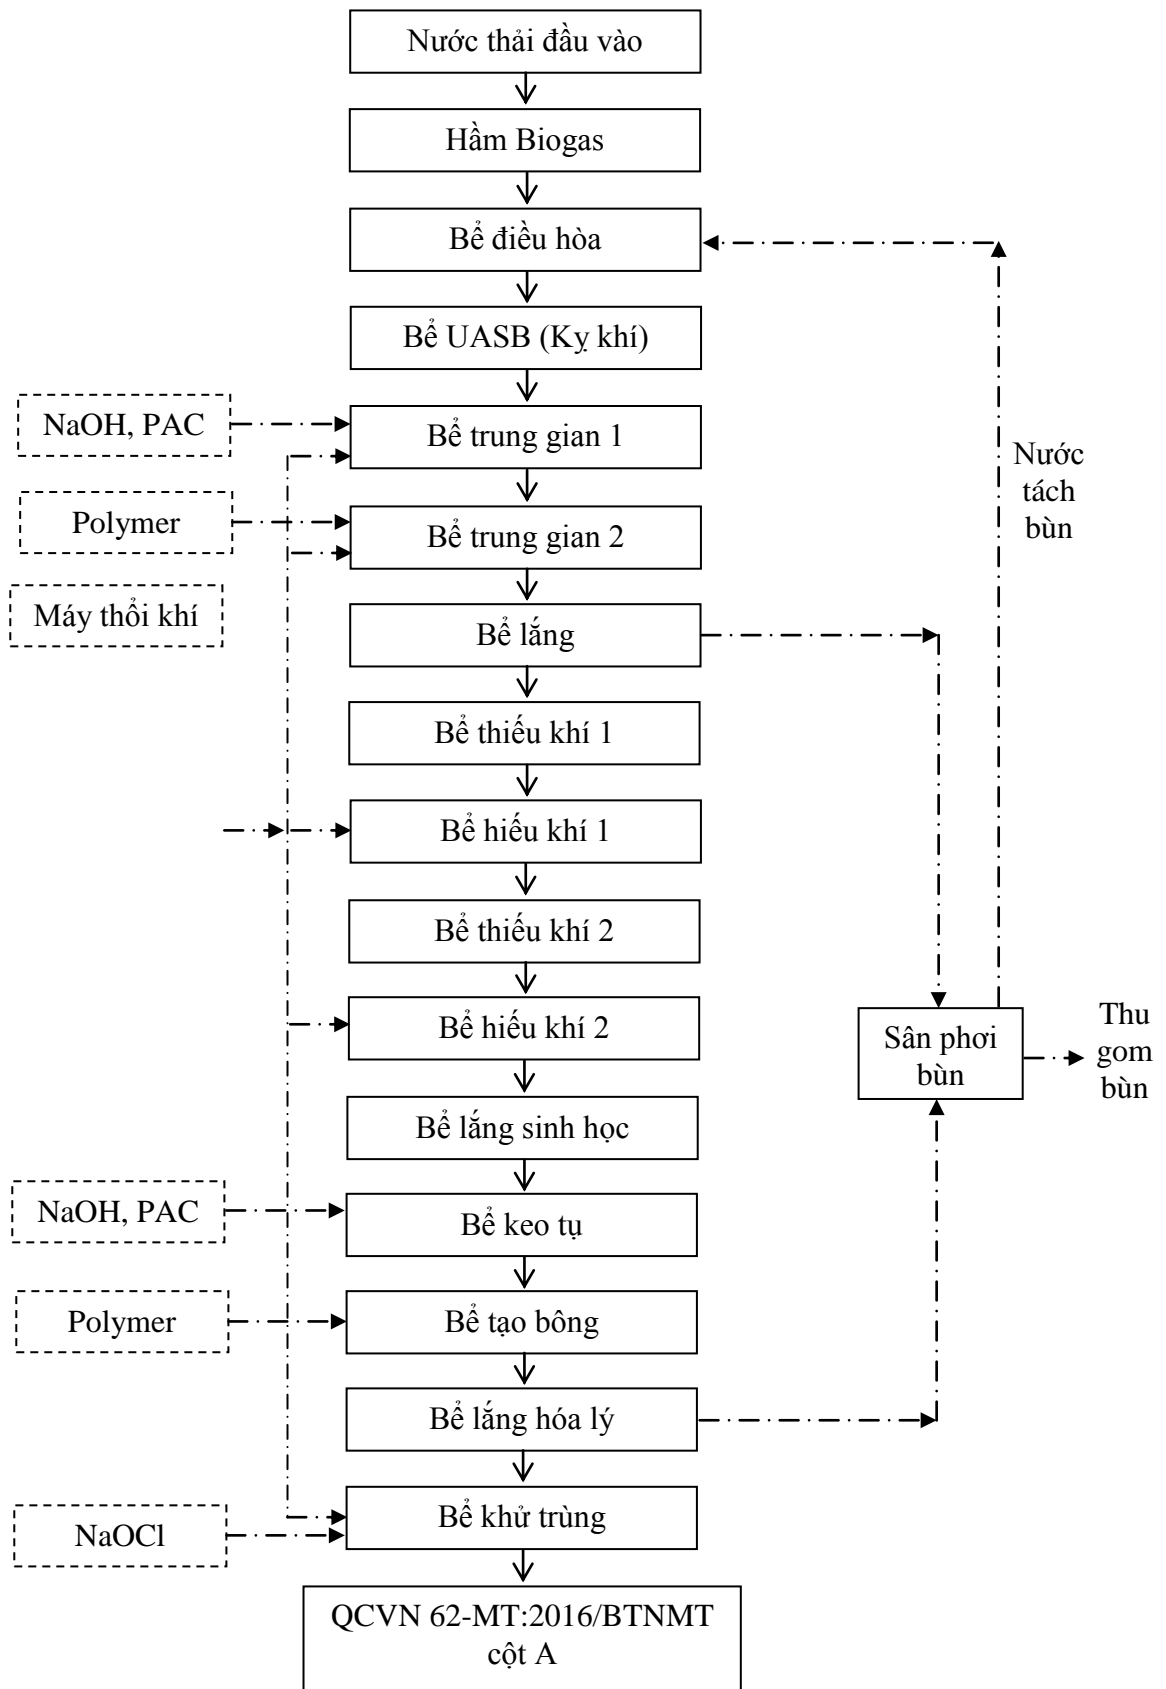 Nước thải đầu vào
Hầm Biogas
Bể điều hòa
Bể UASB (Kỵ khí)
NaOH, PAC
Bể trung gian 1
Nước
tách
bùn
Polymer
Bể trung gian 2
Máy thổi khí
Bể lắng
Bể thiếu khí 1
Bể hiếu khí 1
Bể thiếu khí 2
Bể hiếu khí 2
Sân phơi
bùn
Thu
gom
bùn
Bể lắng sinh học
NaOH, PAC
Bể keo tụ
Polymer
Bể tạo bông
Bể lắng hóa lý
Bể khử trùng
NaOCl
QCVN 62-MT:2016/BTNMT
cột A